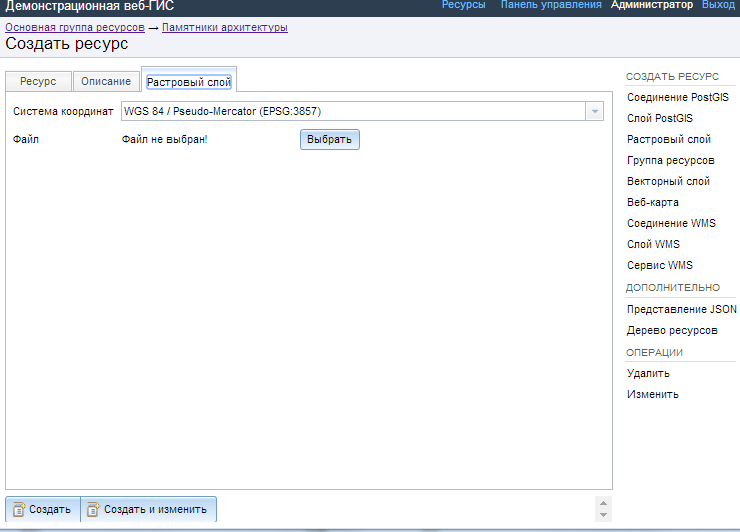 Демонстрационная веб-ГИС
Ресурсы Панель управления Администратор Выход
Основная группа ресурсов → Памятники архитектуры
Создать ресурс
Ресурс Описание Растровый слой
Система координат WGS 84 / Pseudo-Mercator (EPSG:3857)
Файл Файл не выбран! Выбрать
Создать Создать и изменить
СОЗДАТЬ РЕСУРС
Соединение PostGIS
Слой PostGIS
Растровый слой
Группа ресурсов
Векторный слой
Веб-карта
Соединение WMS
Слой WMS
Сервис WMS
ДОПОЛНИТЕЛЬНО
Представление JSON
Дерево ресурсов
ОПЕРАЦИИ
Удалить
Изменить